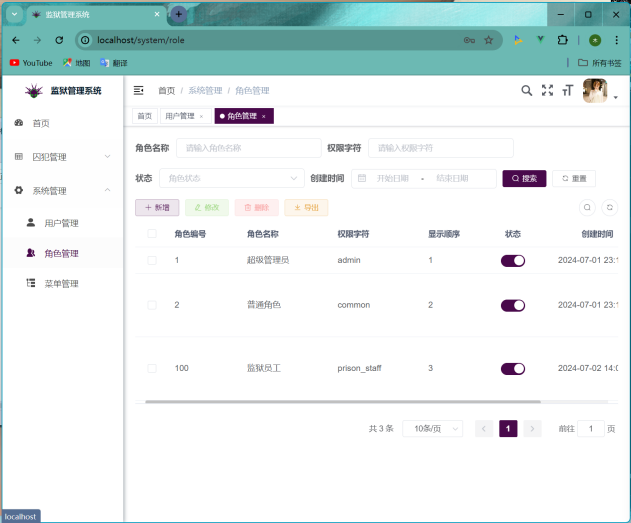 监狱管理系统
localhost/system/role
YouTube 地图 翻译 所有书签
监狱管理系统
首页 / 系统管理 / 角色管理
首页 用户管理 × 角色管理 ×
首页
囚犯管理
系统管理
用户管理
角色管理
菜单管理
角色名称 请输入角色名称 权限字符 请输入权限字符
状态 角色状态 创建时间 开始日期 - 结束日期 搜索 重置
+ 新增 修改 删除 导出
角色编号 角色名称 权限字符 显示顺序 状态 创建时间
1 超级管理员 admin 1 2024-07-01 23:1
2 普通角色 common 2 2024-07-01 23:1
100 监狱员工 prison_staff 3 2024-07-02 14:0
共 3 条 10条/页 1 前往 1 页
localhost